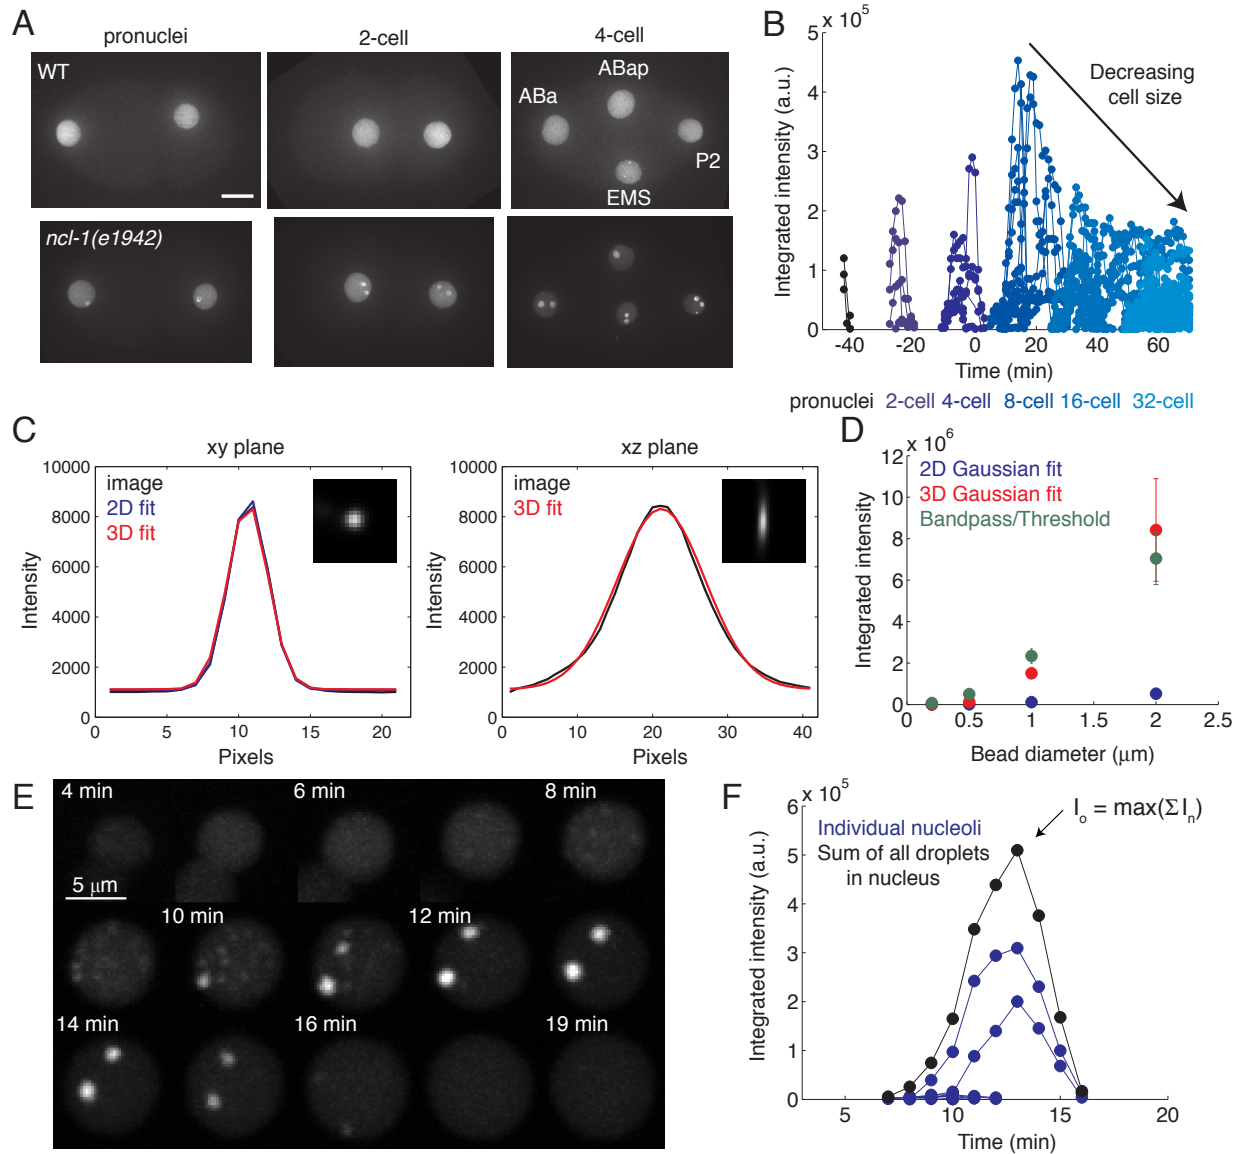 A
pronuclei
2-cell
4-cell
WT
ABa
ABap
P2
EMS
ncl-1(e1942)
B
x 10⁵
5
4
3
2
1
0
Integrated intensity (a.u.)
Decreasing
cell size
-40 -20 0 20 40 60
Time (min)
pronuclei 2-cell 4-cell 8-cell 16-cell 32-cell
C
xy plane
10000
8000
6000
4000
2000
0
Intensity
image
2D fit
3D fit
0 5 10 15 20
Pixels
xz plane
10000
8000
6000
4000
2000
0
Intensity
image
3D fit
0 10 20 30 40
Pixels
D
x 10⁶
12
10
8
6
4
2
0
Integrated intensity
2D Gaussian fit
3D Gaussian fit
Bandpass/Threshold
0 0.5 1 1.5 2 2.5
Bead diameter (μm)
E
4 min
6 min
8 min
5 μm
10 min
12 min
14 min
16 min
19 min
F
x 10⁵
6
5
4
3
2
1
0
Integrated intensity (a.u.)
Individual nucleoli
Sum of all droplets
in nucleus
Iₒ = max(Σ Iₙ)
5 10 15 20
Time (min)